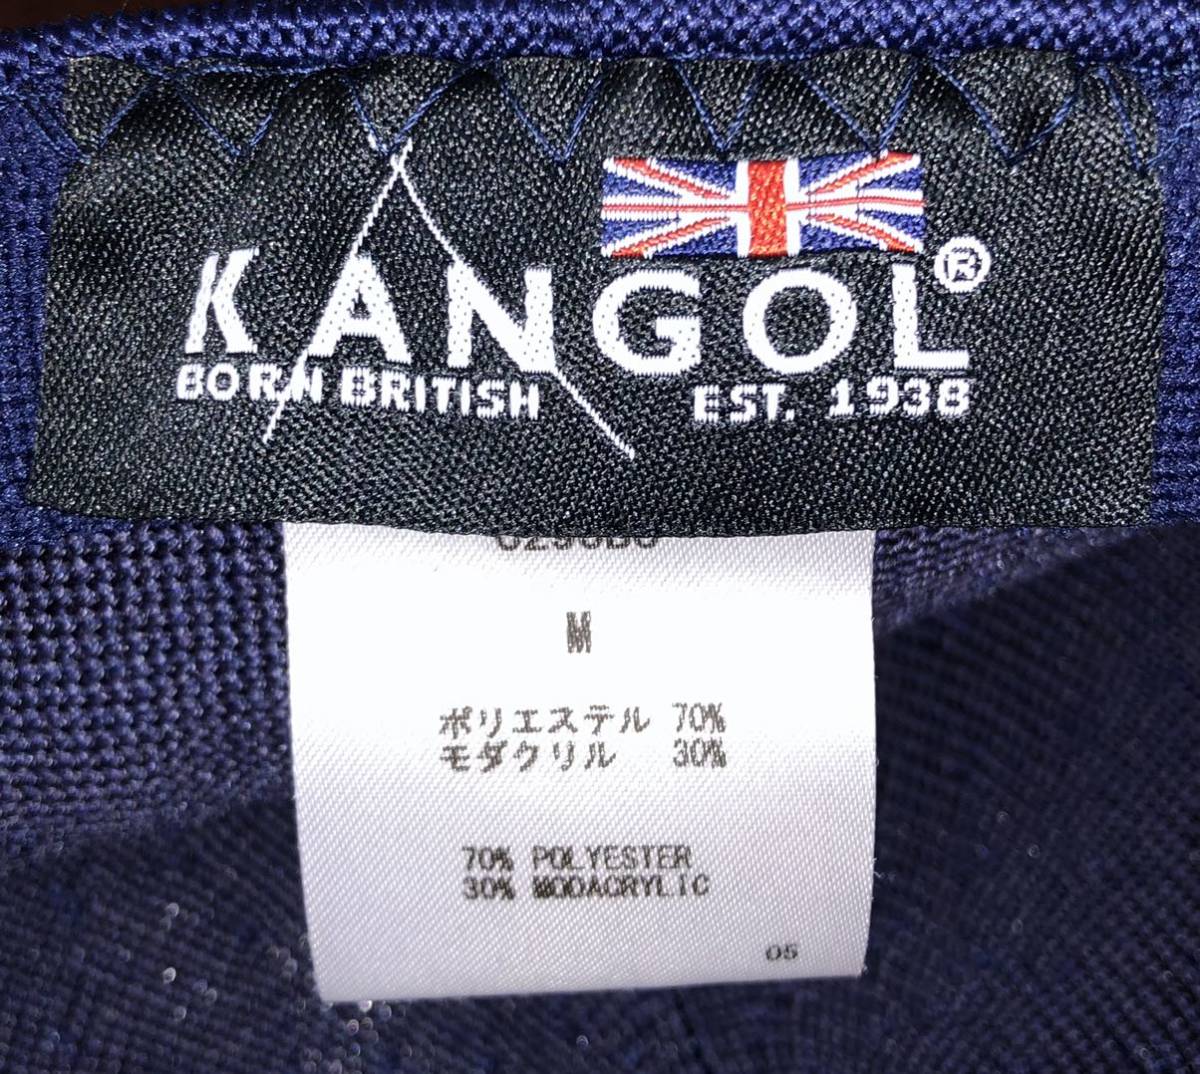 KANGOL®
BORN BRITISH EST. 1938
M
ポリエステル 70%
モダクリル 30%
70% POLYESTER
30% MODACRYLIC
05